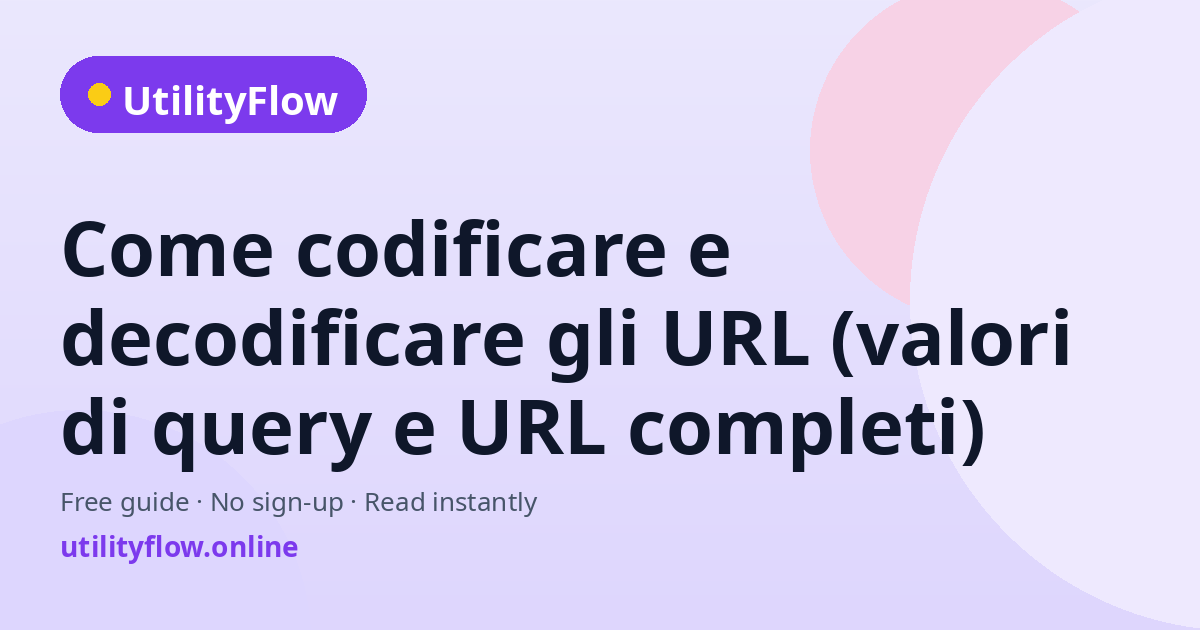 UtilityFlow
Come codificare e
decodificare gli URL (valori
di query e URL completi)
Free guide · No sign-up · Read instantly
utilityflow.online